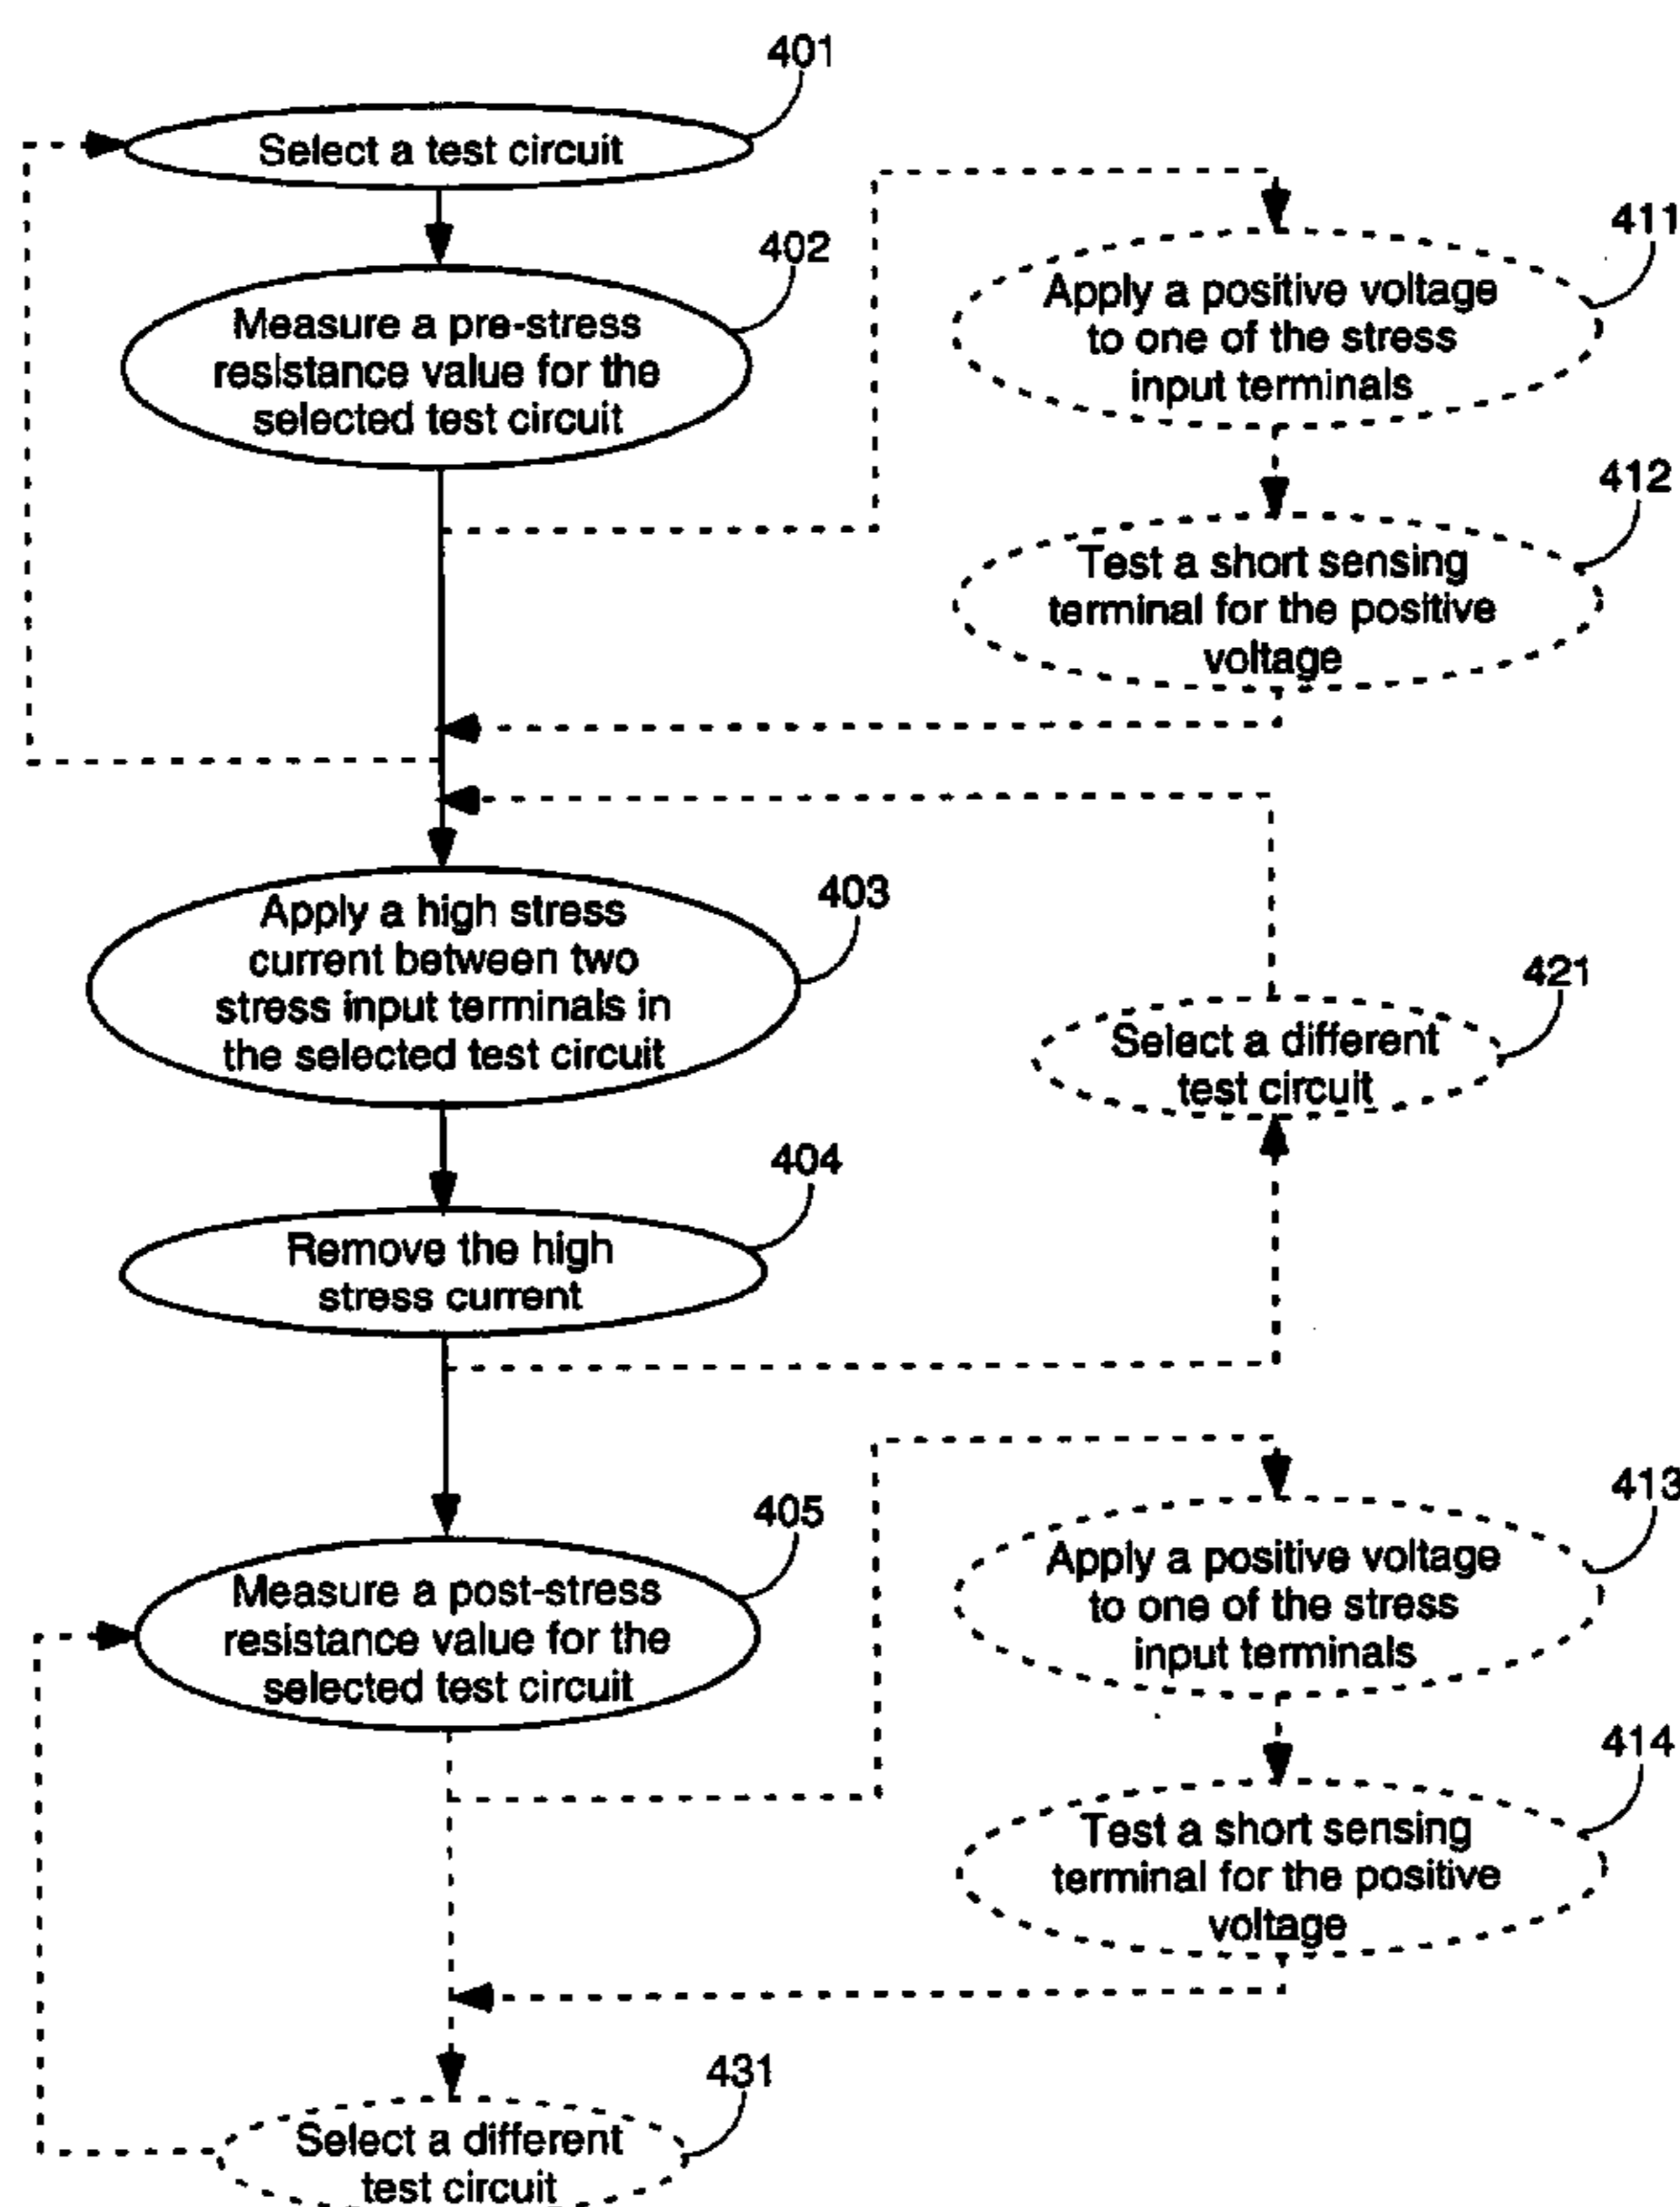 401
Select a test circuit
402
Measure a pre-stress
resistance value for the
selected test circuit
411
Apply a positive voltage
to one of the stress
input terminals
412
Test a short sensing
terminal for the positive
voltage
403
Apply a high stress
current between two
stress input terminals in
the selected test circuit
421
Select a different
test circuit
404
Remove the high
stress current
405
Measure a post-stress
resistance value for the
selected test circuit
413
Apply a positive voltage
to one of the stress
input terminals
414
Test a short sensing
terminal for the positive
voltage
431
Select a different
test circuit